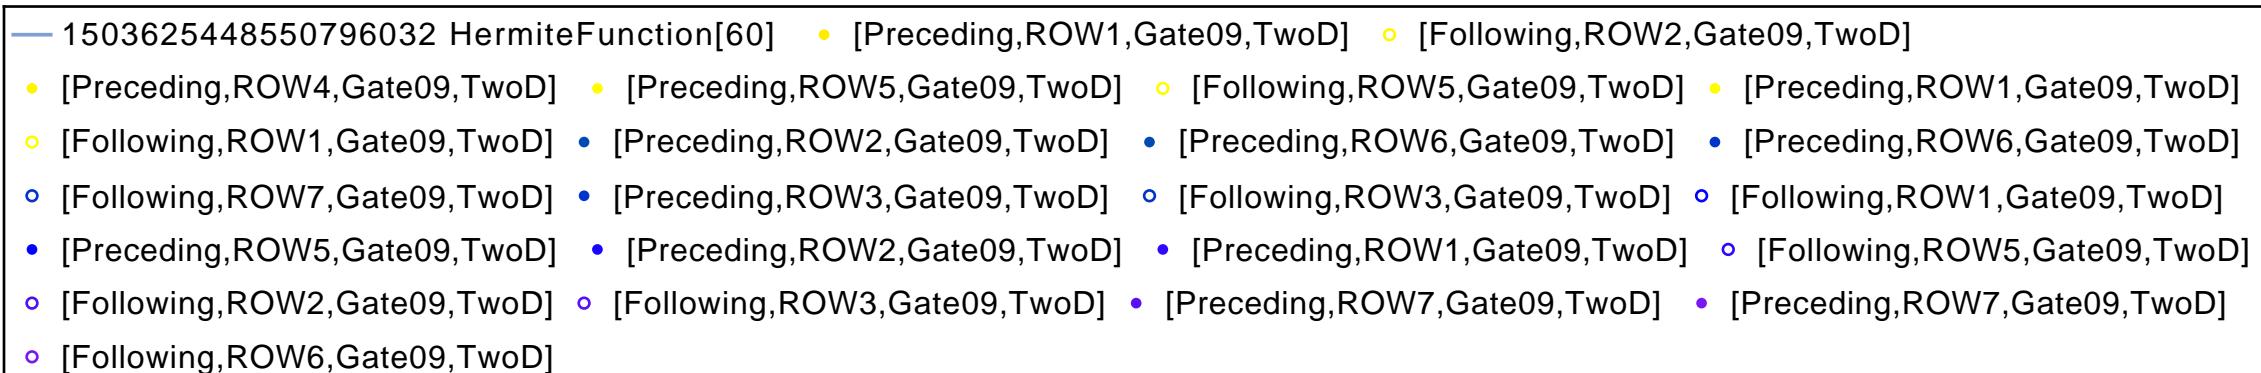 1503625448550796032 HermiteFunction[60] [Preceding,ROW1,Gate09,TwoD] [Following,ROW2,Gate09,TwoD]
[Preceding,ROW4,Gate09,TwoD] [Preceding,ROW5,Gate09,TwoD] [Following,ROW5,Gate09,TwoD] [Preceding,ROW1,Gate09,TwoD]
[Following,ROW1,Gate09,TwoD] [Preceding,ROW2,Gate09,TwoD] [Preceding,ROW6,Gate09,TwoD] [Preceding,ROW6,Gate09,TwoD]
[Following,ROW7,Gate09,TwoD] [Preceding,ROW3,Gate09,TwoD] [Following,ROW3,Gate09,TwoD] [Following,ROW1,Gate09,TwoD]
[Preceding,ROW5,Gate09,TwoD] [Preceding,ROW2,Gate09,TwoD] [Preceding,ROW1,Gate09,TwoD] [Following,ROW5,Gate09,TwoD]
[Following,ROW2,Gate09,TwoD] [Following,ROW3,Gate09,TwoD] [Preceding,ROW7,Gate09,TwoD] [Preceding,ROW7,Gate09,TwoD]
[Following,ROW6,Gate09,TwoD]